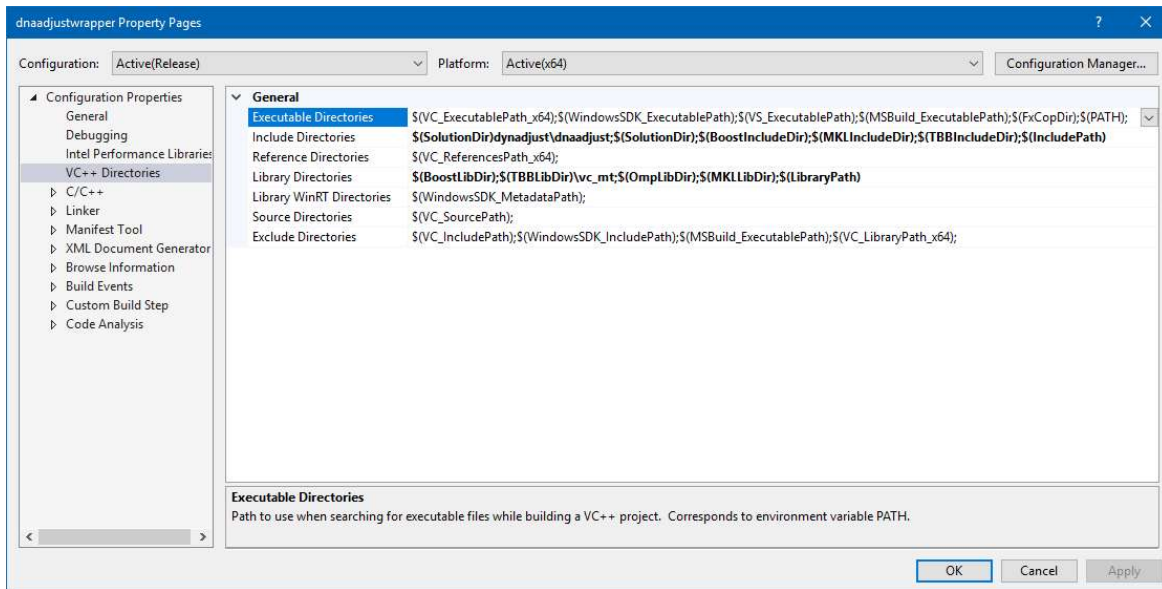 dnaadjustwrapper Property Pages
Configuration: Active(Release) Platform: Active(x64) Configuration Manager...
Configuration Properties
General
Debugging
Intel Performance Libraries
VC++ Directories
C/C++
Linker
Manifest Tool
XML Document Generator
Browse Information
Build Events
Custom Build Step
Code Analysis
General
Executable Directories $(VC_ExecutablePath_x64);$(WindowsSDK_ExecutablePath);$(VS_ExecutablePath);$(MSBuild_ExecutablePath);$(FxCopDir);$(PATH);
Include Directories $(SolutionDir)dynadjust\dnaadjust;$(SolutionDir);$(BoostIncludeDir);$(MKLIncludeDir);$(TBBIncludeDir);$(IncludePath)
Reference Directories $(VC_ReferencesPath_x64);
Library Directories $(BoostLibDir);$(TBBLibDir)\vc_mt;$(OmpLibDir);$(MKLLibDir);$(LibraryPath)
Library WinRT Directories $(WindowsSDK_MetadataPath);
Source Directories $(VC_SourcePath);
Exclude Directories $(VC_IncludePath);$(WindowsSDK_IncludePath);$(MSBuild_ExecutablePath);$(VC_LibraryPath_x64);
Executable Directories
Path to use when searching for executable files while building a VC++ project. Corresponds to environment variable PATH.
OK Cancel Apply